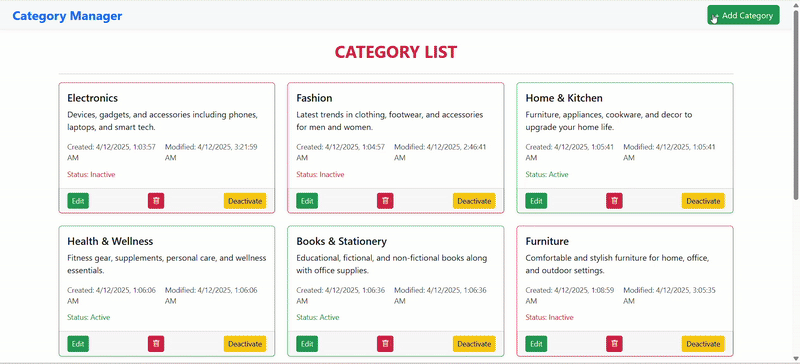 Category Manager
+ Add Category
CATEGORY LIST
Electronics
Devices, gadgets, and accessories including phones,
laptops, and smart tech.
Created: 4/12/2025, 1:03:57
AM
Modified: 4/12/2025, 3:21:59
AM
Status: Inactive
Edit
Deactivate
Fashion
Latest trends in clothing, footwear, and accessories
for men and women.
Created: 4/12/2025, 1:04:57
AM
Modified: 4/12/2025, 2:46:41
AM
Status: Inactive
Edit
Deactivate
Home & Kitchen
Furniture, appliances, cookware, and decor to
upgrade your home life.
Created: 4/12/2025, 1:05:41
AM
Modified: 4/12/2025, 1:05:41
AM
Status: Active
Edit
Deactivate
Health & Wellness
Fitness gear, supplements, personal care, and wellness
essentials.
Created: 4/12/2025, 1:06:06
AM
Modified: 4/12/2025, 1:06:06
AM
Status: Active
Edit
Deactivate
Books & Stationery
Educational, fictional, and non-fictional books along
with office supplies.
Created: 4/12/2025, 1:06:36
AM
Modified: 4/12/2025, 1:06:36
AM
Status: Active
Edit
Deactivate
Furniture
Comfortable and stylish furniture for home, office,
and outdoor settings.
Created: 4/12/2025, 1:08:59
AM
Modified: 4/12/2025, 3:05:35
AM
Status: Inactive
Edit
Deactivate